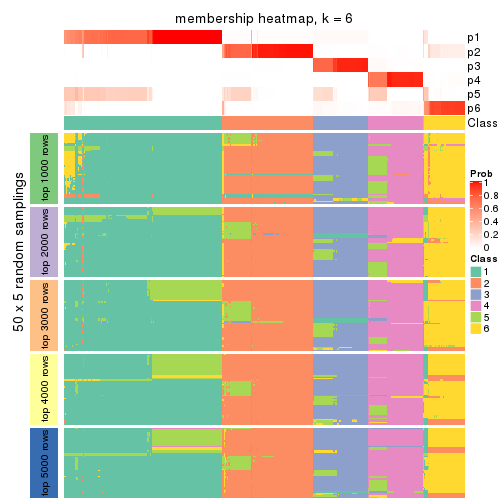 membership heatmap, k = 6
p1
p2
p3
p4
p5
p6
Class
50 x 5 random samplings
top 1000 rows
top 2000 rows
top 3000 rows
top 4000 rows
top 5000 rows
Prob
1
0.8
0.6
0.4
0.2
0
Class
1
2
3
4
5
6